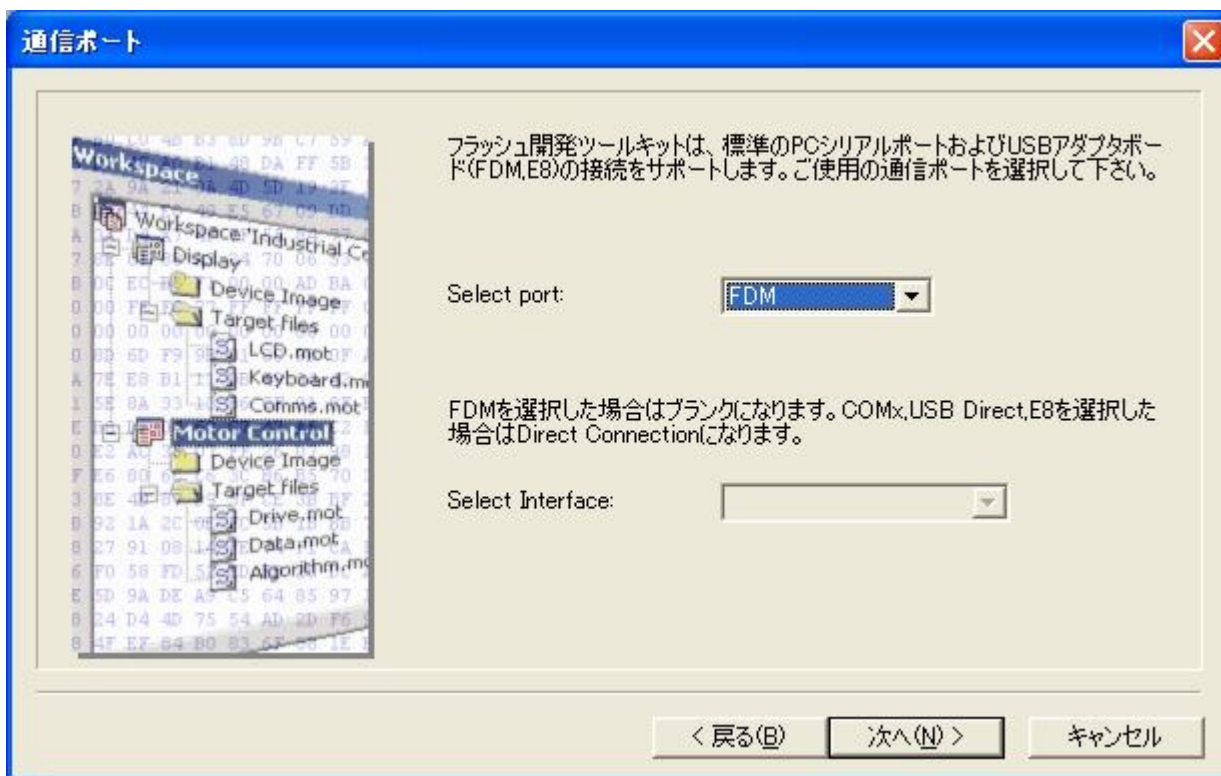 通信ポート
Workspace
Workspace 'Industrial Co
Display
Device Image
Target files
LCD.mot
Keyboard.mo
Comms.mot
Motor Control
Device Image
Target files
Drive.mot
Data.mot
Algorithm.mo
フラッシュ開発ツールキットは、標準のPCシリアルポートおよびUSBアダプタボー
ド(FDM,E8)の接続をサポートします。ご使用の通信ポートを選択して下さい。
Select port:
FDM
FDMを選択した場合はブランクになります。COMx,USB Direct,E8を選択した
場合はDirect Connectionになります。
Select Interface:
< 戻る(B)
次へ(N) >
キャンセル